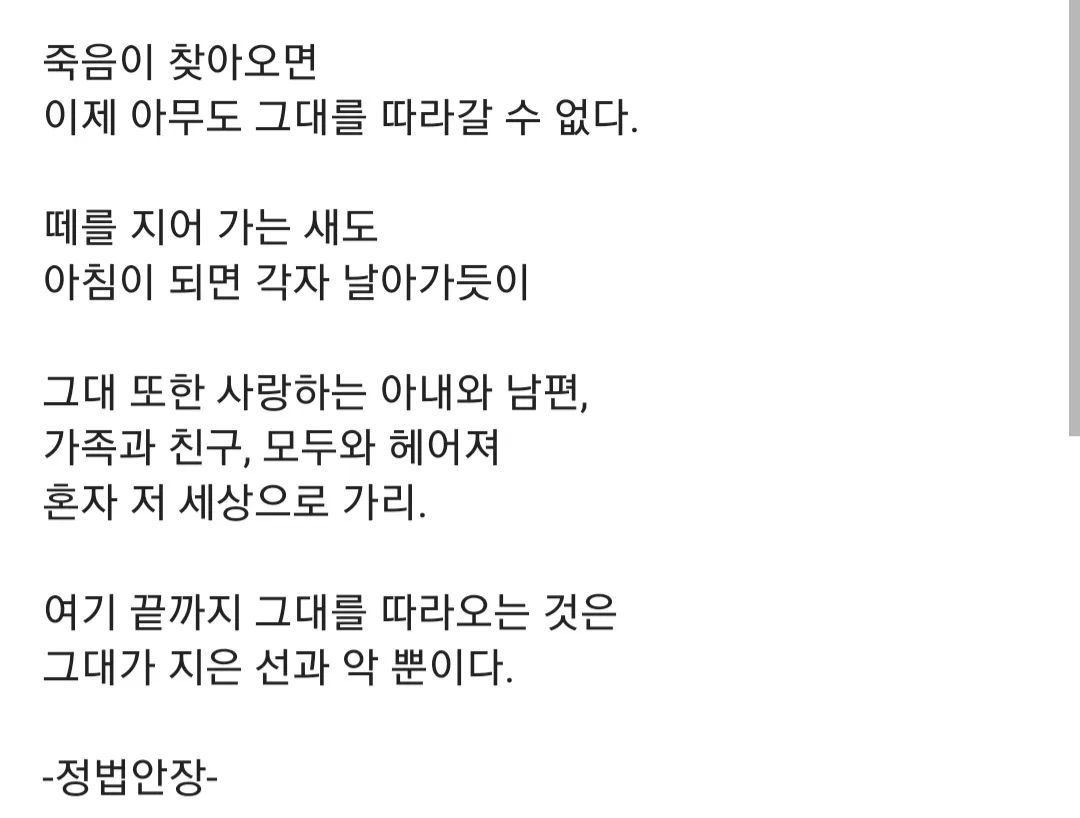 죽음이 찾아오면
이제 아무도 그대를 따라갈 수 없다.
떼를 지어 가는 새도
아침이 되면 각자 날아가듯이
그대 또한 사랑하는 아내와 남편,
가족과 친구, 모두와 헤어져
혼자 저 세상으로 가리.
여기 끝까지 그대를 따라오는 것은
그대가 지은 선과 악 뿐이다.
-정법안장-